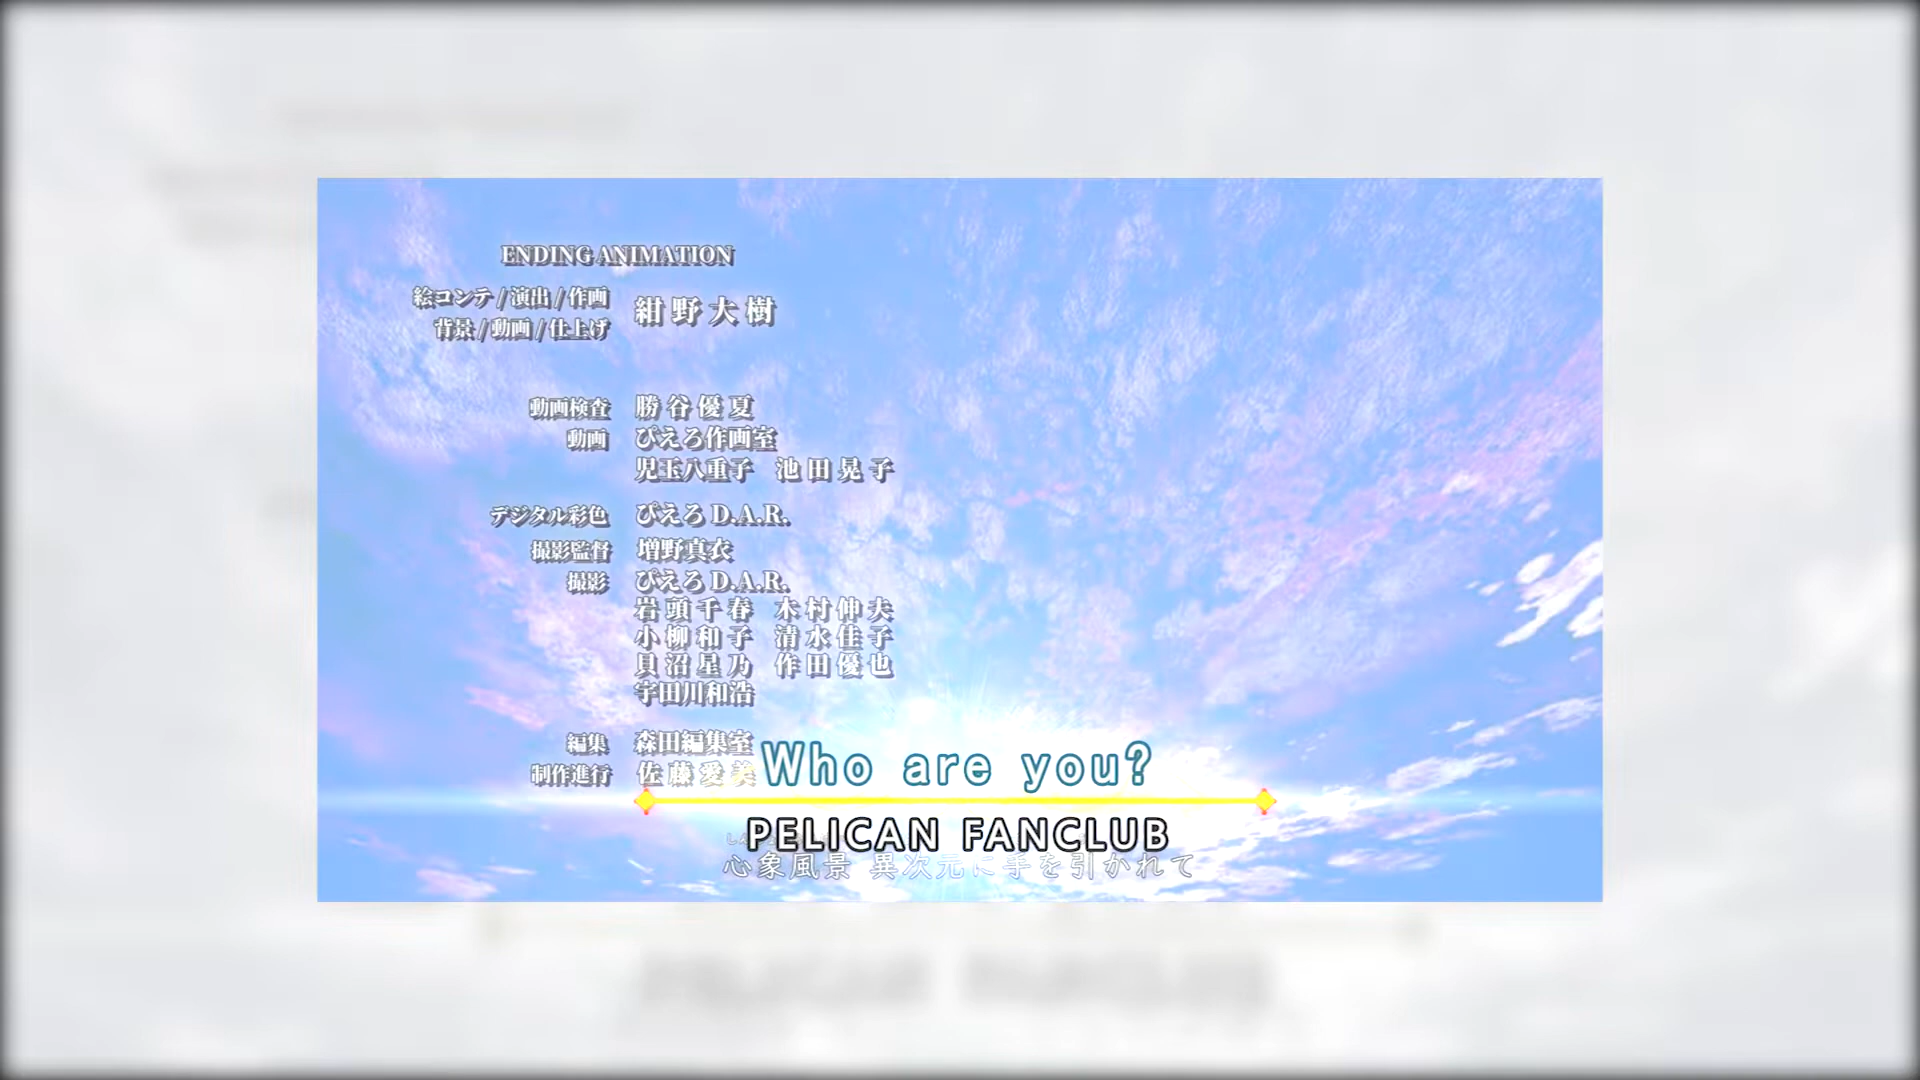 ENDING ANIMATION
絵コンテ/演出/作画
背景/動画/仕上げ
紺野大樹
動画検査 勝谷優夏
動画 ぴえろ作画室
児玉八重子 池田晃子
デジタル彩色 ぴえろ D.A.R.
撮影監督 増野真衣
撮影 ぴえろ D.A.R.
岩頭千春 木村伸夫
小柳和子 清水佳子
貝沼星乃 作田優也
宇田川和浩
編集 森田編集室
制作進行 佐藤愛美
Who are you?
PELICAN FANCLUB
心象風景 異次元に手を引かれて